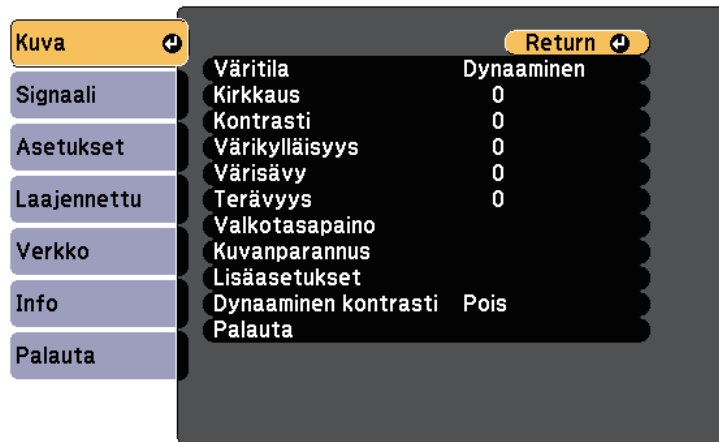 Kuva
Signaali
Asetukset
Laajennettu
Verkko
Info
Palauta
Return
Väritila Dynaaminen
Kirkkaus 0
Kontrasti 0
Värikylläisyys 0
Värisävy 0
Terävyys 0
Valkotasapaino
Kuvanparannus
Lisäasetukset
Dynaaminen kontrasti Pois
Palauta